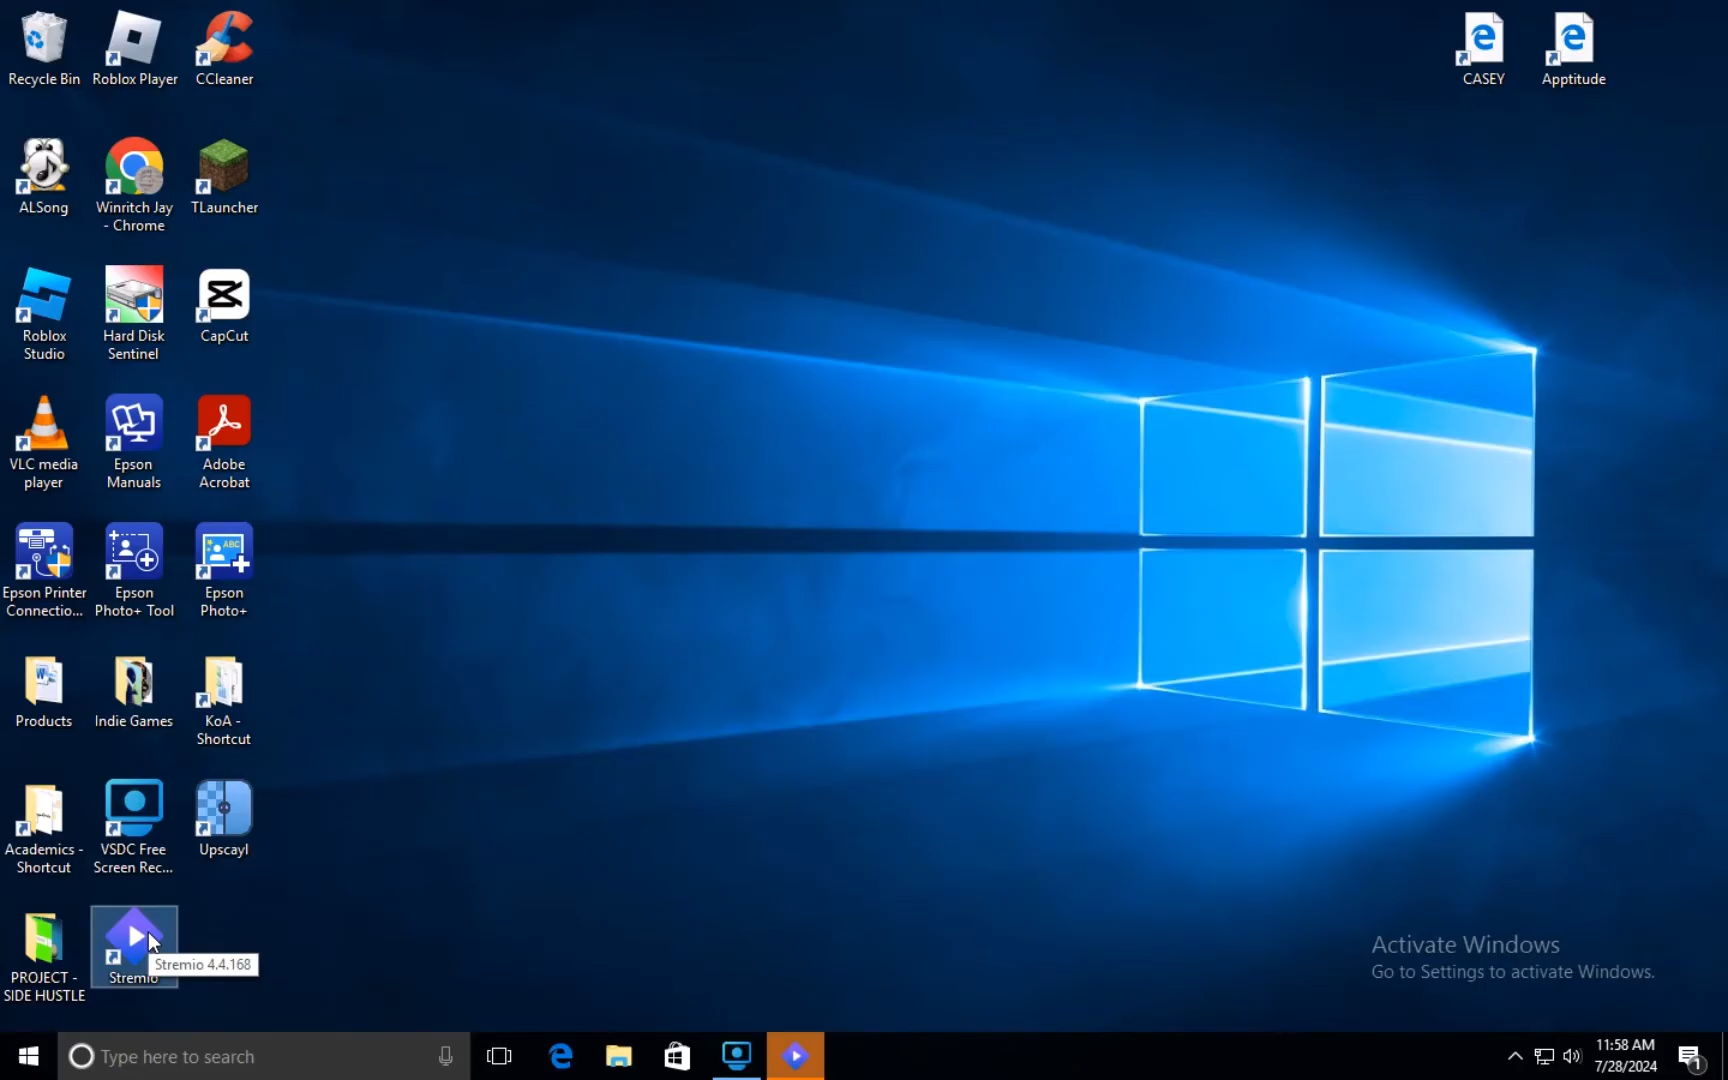 Recycle Bin
Roblox Player
CCleaner
CASEY
Apptitude
ALSong
Winritch Jay
- Chrome
TLauncher
Roblox
Studio
Hard Disk
Sentinel
CapCut
VLC media
player
Epson
Manuals
Adobe
Acrobat
Epson Printer
Connectio...
Epson
Photo+ Tool
ABC
Epson
Photo+
Products
Indie Games
KoA -
Shortcut
Academics -
Shortcut
VSDC Free
Screen Rec...
Upscayl
PROJECT -
SIDE HUSTLE
Stremio
Stremio 4.4.168
Activate Windows
Go to Settings to activate Windows.
Type here to search
11:58 AM
7/28/2024
1